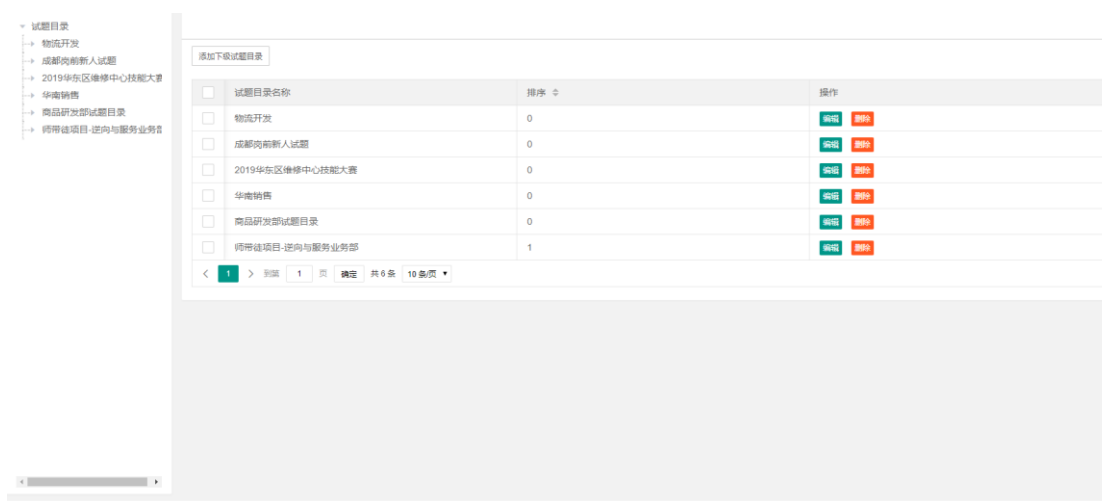 试题目录
物流开发
成都岗前新人试题
2019华东区维修中心技能大赛
华南销售
商品研发部试题目录
师带徒项目-逆向与服务业务部
添加下级试题目录
试题目录名称 排序 操作
物流开发 0 编辑 删除
成都岗前新人试题 0 编辑 删除
2019华东区维修中心技能大赛 0 编辑 删除
华南销售 0 编辑 删除
商品研发部试题目录 0 编辑 删除
师带徒项目-逆向与服务业务部 1 编辑 删除
1 到第 1 页 确定 共 6 条 10 条/页